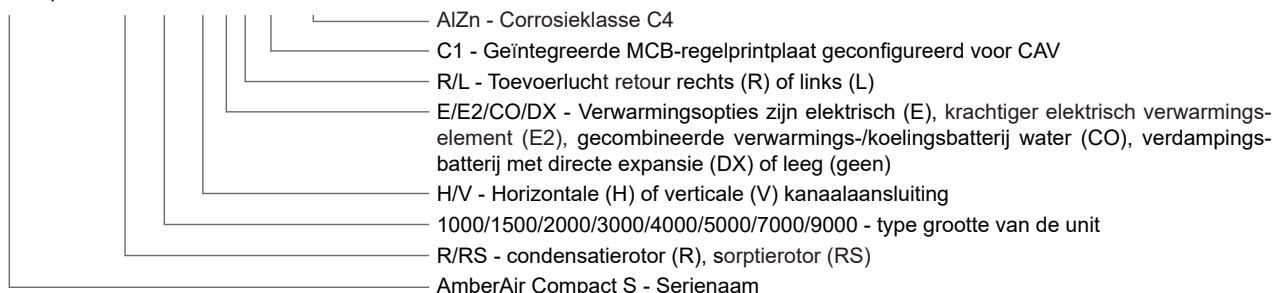 AlZn - Corrosieklasse C4
C1 - Geïntegreerde MCB-regelprintplaat geconfigureerd voor CAV
R/L - Toevoerlucht retour rechts (R) of links (L)
E/E2/CO/DX - Verwarmingsopties zijn elektrisch (E), krachtiger elektrisch verwarmings-
element (E2), gecombineerde verwarmings-/koelingsbatterij water (CO), verdampings-
batterij met directe expansie (DX) of leeg (geen)
H/V - Horizontale (H) of verticale (V) kanaalaansluiting
1000/1500/2000/3000/4000/5000/7000/9000 - type grootte van de unit
R/RS - condensatierotor (R), sorptierotor (RS)
AmberAir Compact S - Serienaam